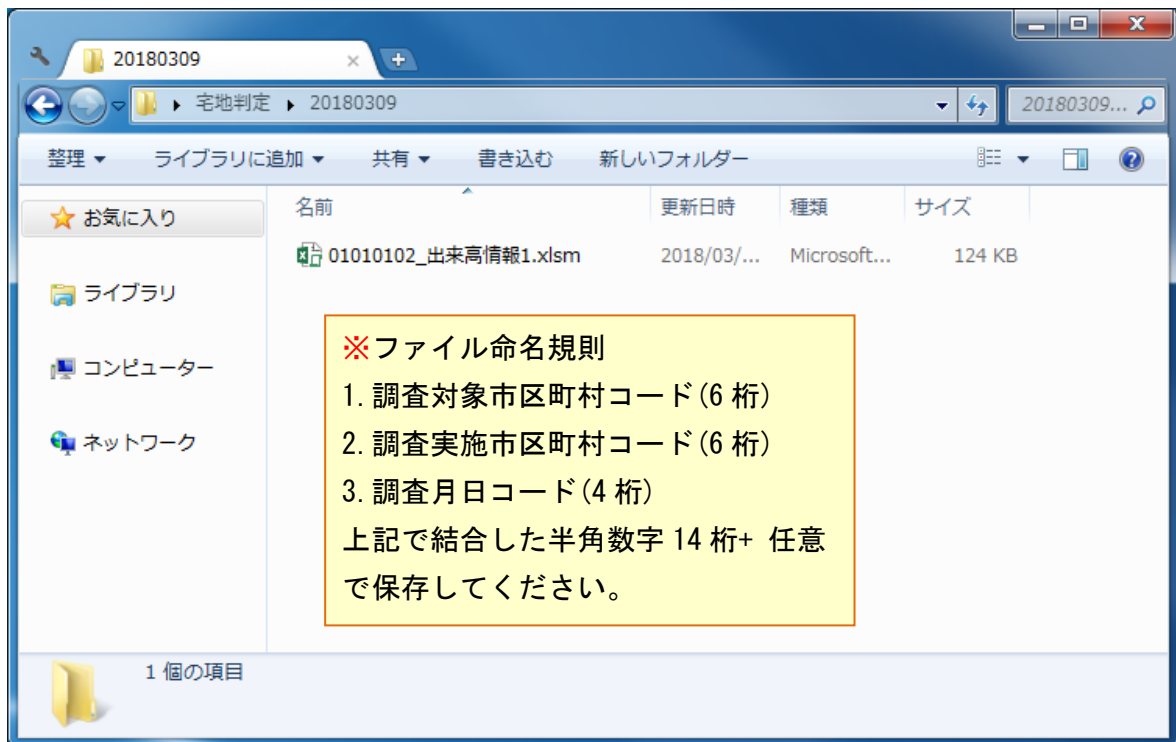 20180309
宅地判定 ▶ 20180309
20180309...
整理 ライブラリに追加 共有 書き込む 新しいフォルダー
名前 更新日時 種類 サイズ
お気に入り
01010102_出来高情報1.xlsm 2018/03/... Microsoft... 124 KB
ライブラリ
コンピューター
ネットワーク
※ファイル命名規則
1.調査対象市区町村コード(6桁)
2.調査実施市区町村コード(6桁)
3.調査月日コード(4桁)
上記で結合した半角数字14桁+ 任意
で保存してください。
1 個の項目